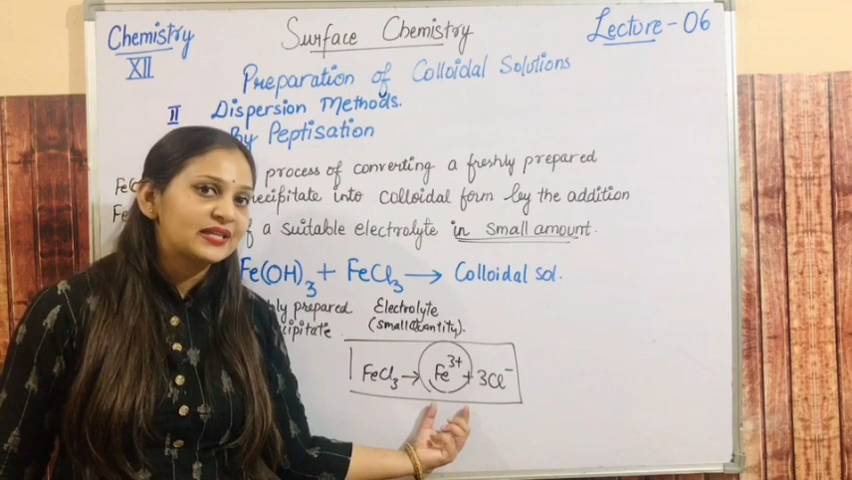 Chemistry
XII
Surface Chemistry
Lecture - 06
Preparation of Colloidal Solutions
II Dispersion Methods.
By Peptisation
process of converting a freshly prepared
into colloidal form by the addition
a suitable electrolyte in small amount.
Fe(OH)₃ + FeCl₃ → Colloidal sol.
prepared Electrolyte
(small Quantity).
FeCl₃ → Fe³⁺ + 3Cl⁻